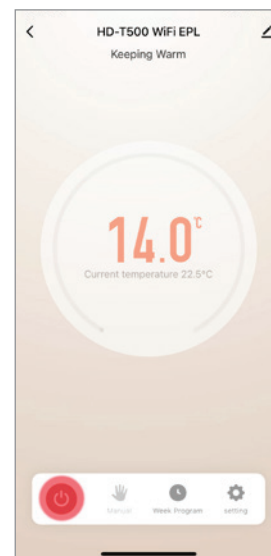 HD-T500 WiFi EPL
Keeping Warm
14.0℃
Current temperature 22.5°C
Manual
Week Program
setting